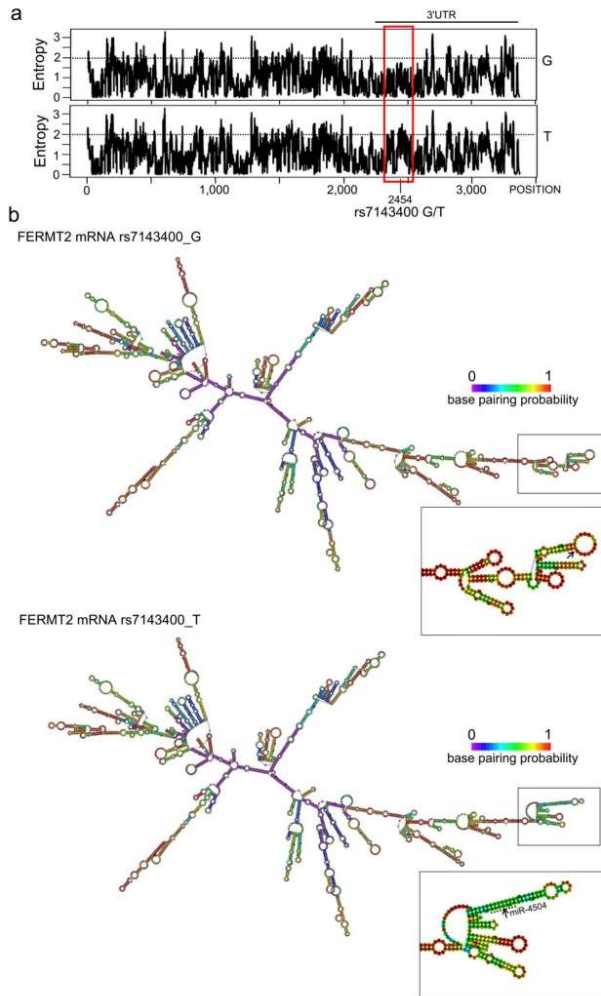 a
3'UTR
Entropy
3
2
1
0
G
Entropy
3
2
1
0
T
0 1,000 2,000 3,000 POSITION
2454
rs7143400 G/T
b
FERMT2 mRNA rs7143400_G
0 1
base pairing probability
FERMT2 mRNA rs7143400_T
0 1
base pairing probability
miR-4504